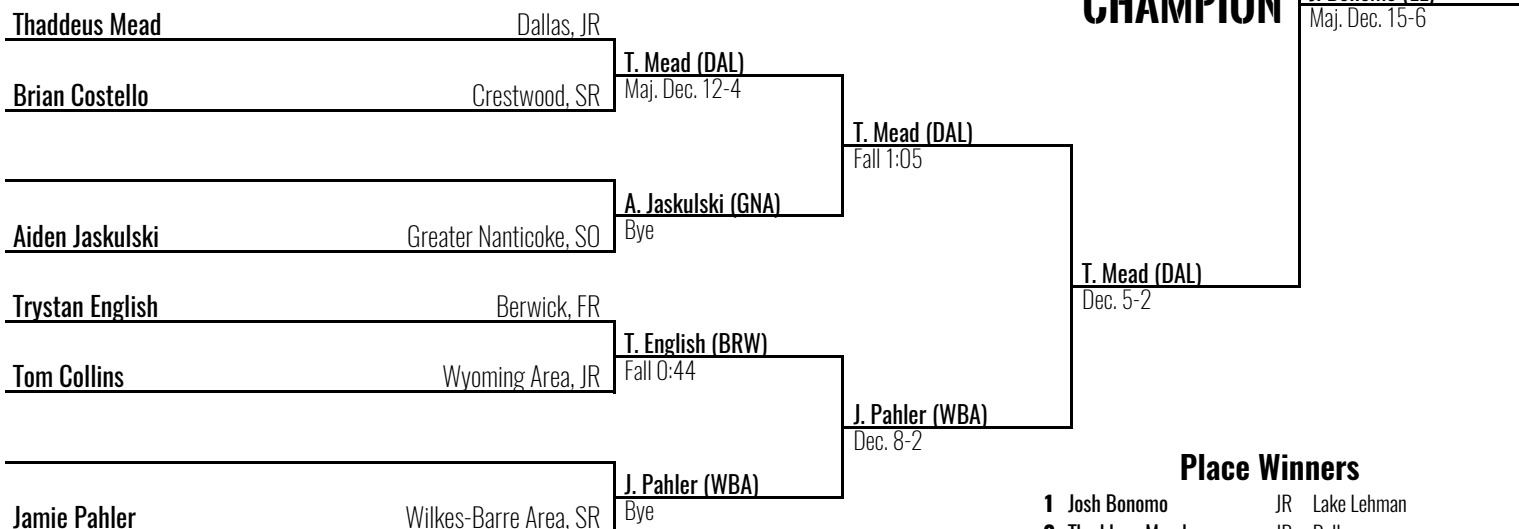 CHAMPION
Maj. Dec. 15-6
Thaddeus Mead Dallas, JR
T. Mead (DAL)
Maj. Dec. 12-4
Brian Costello Crestwood, SR
T. Mead (DAL)
Fall 1:05
A. Jaskulski (GNA)
Bye
Aiden Jaskulski Greater Nanticoke, SO
T. Mead (DAL)
Dec. 5-2
Trystan English Berwick, FR
T. English (BRW)
Fall 0:44
Tom Collins Wyoming Area, JR
J. Pahler (WBA)
Dec. 8-2
J. Pahler (WBA)
Bye
Jamie Pahler Wilkes-Barre Area, SR
Place Winners
1 Josh Bonomo JR Lake Lehman